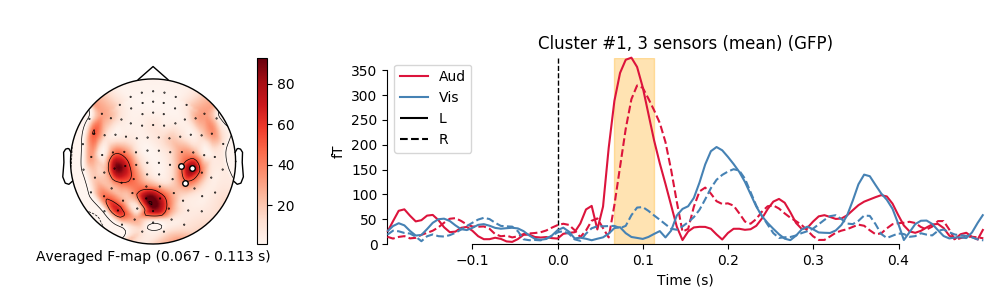 Cluster #1, 3 sensors (mean) (GFP)
80
60
40
20
Averaged F-map (0.067 - 0.113 s)
fT
350
300
250
200
150
100
50
0
Aud
Vis
L
R
−0.1
0.0
0.1
0.2
0.3
0.4
Time (s)